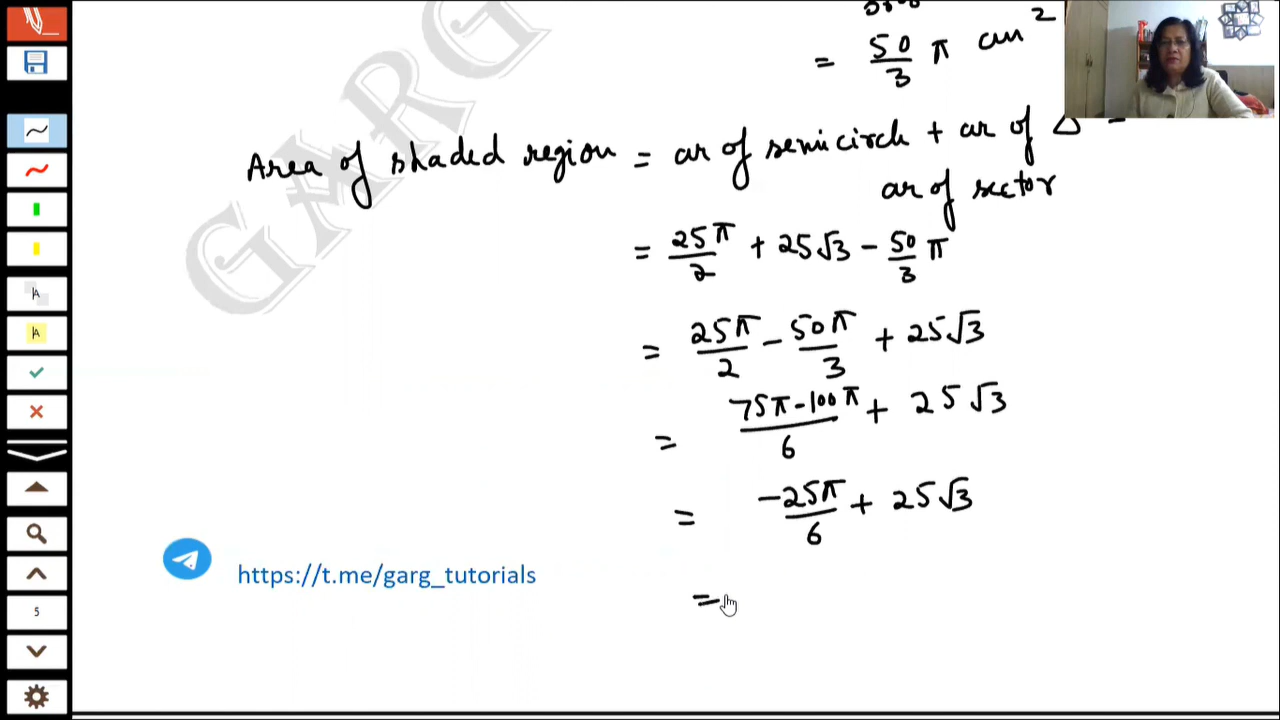 = 50/3 π cm²
Area of shaded region = ar of semicircle + ar of Δ -
ar of sector
= 25π/2 + 25√3 - 50/3 π
= 25π/2 - 50π/3 + 25√3
= 75π-100π/6 + 25√3
= -25π/6 + 25√3
=
https://t.me/garg_tutorials
GARG
A
A
5